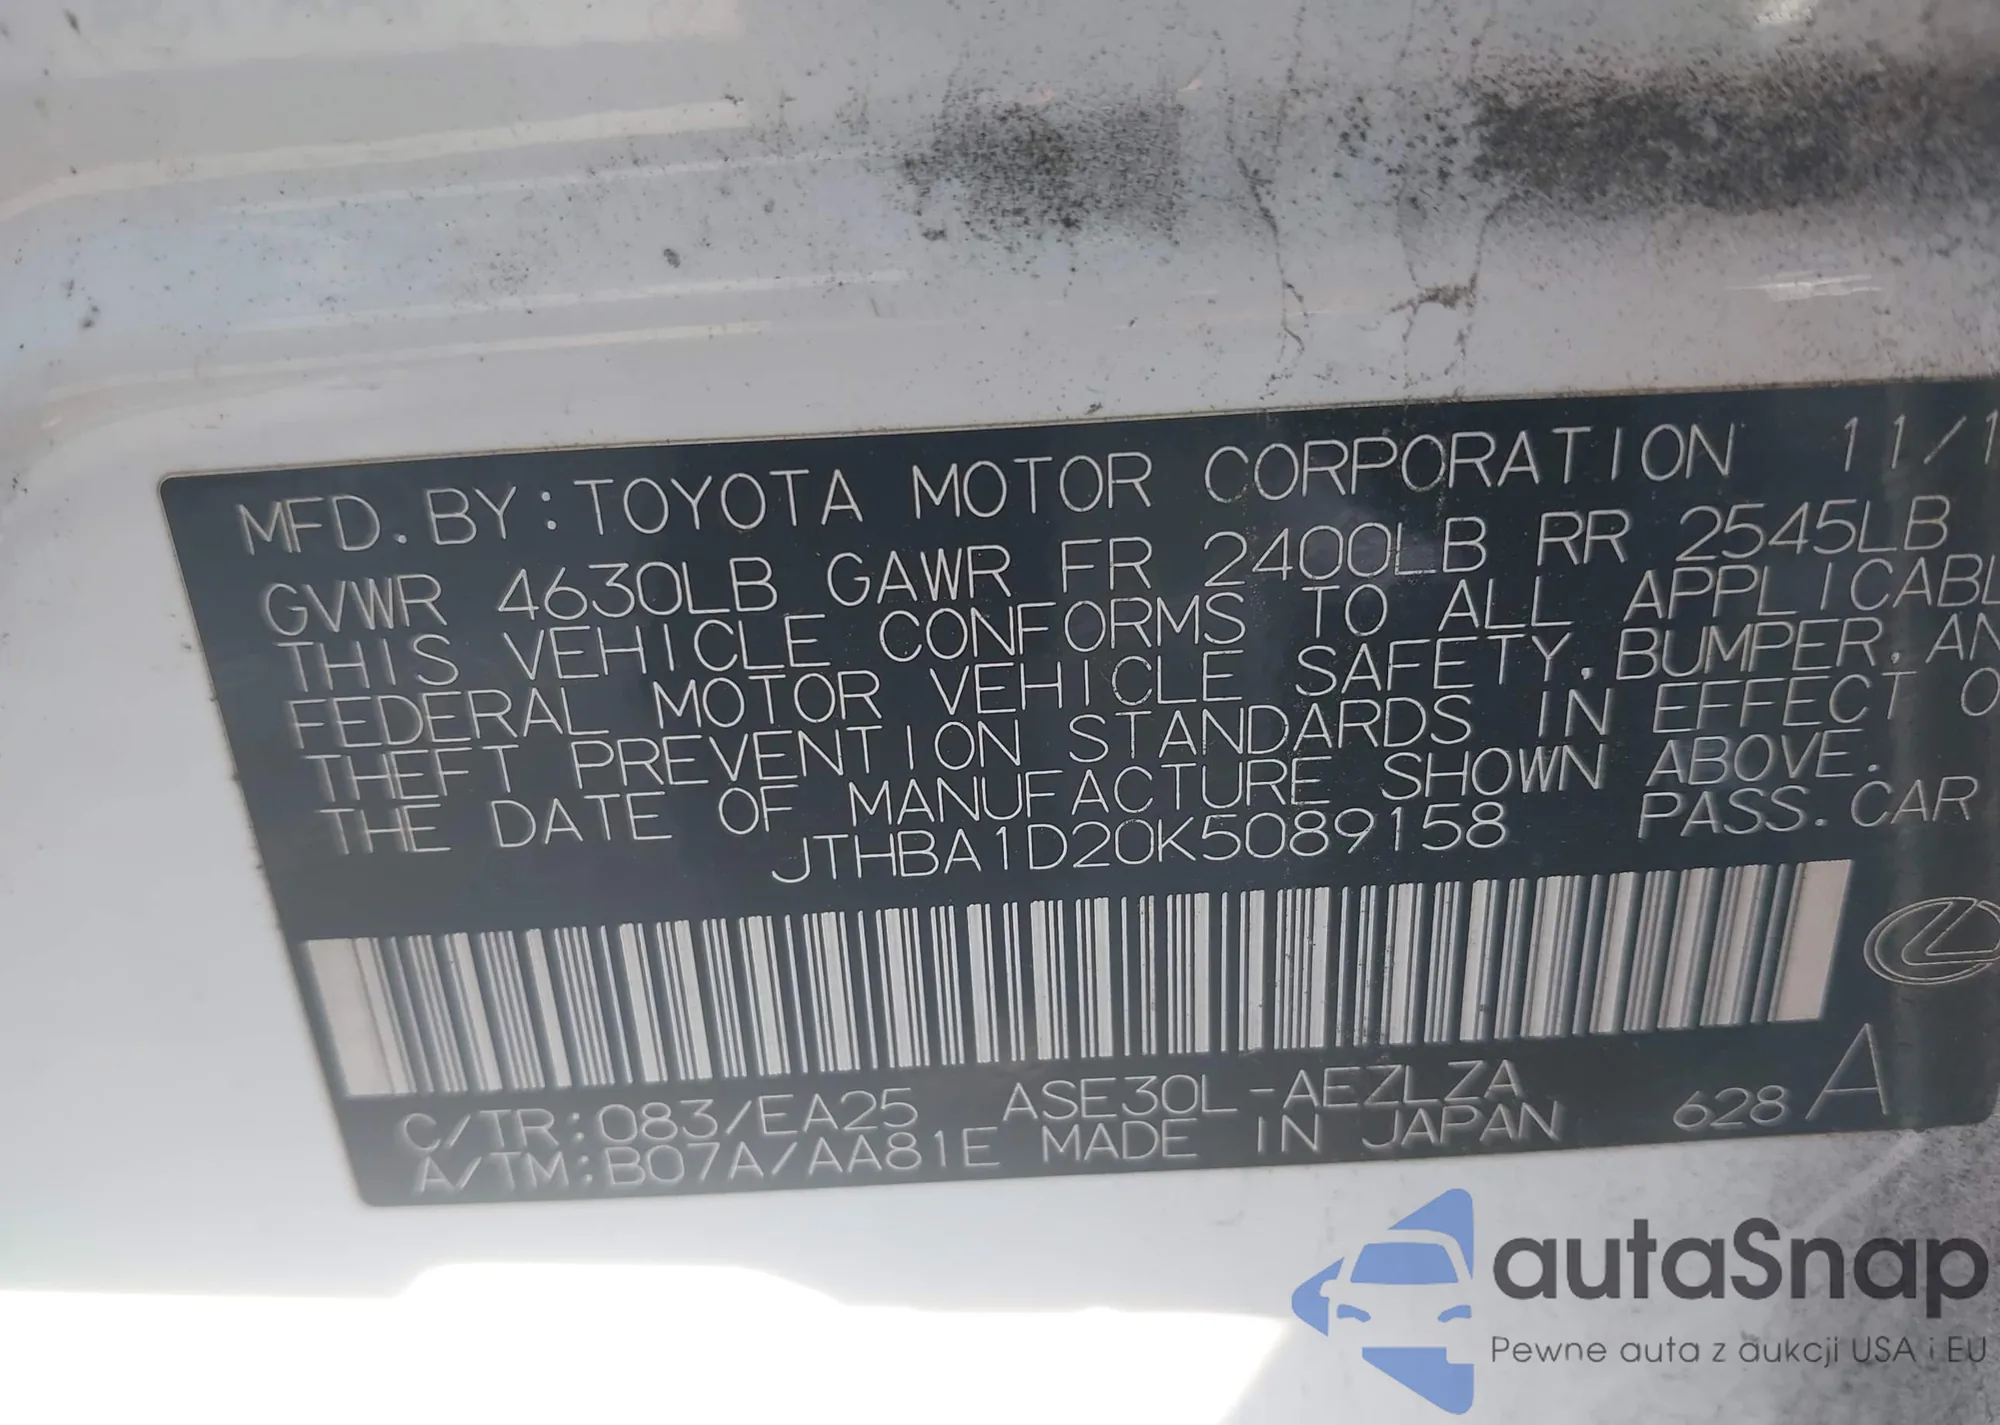 MFD. BY: TOYOTA MOTOR CORPORATION 11/1
GVWR 4630LB GAWR FR 2400LB RR 2545LB
THIS VEHICLE CONFORMS TO ALL APPLICABL
FEDERAL MOTOR VEHICLE SAFETY, BUMPER, AN
THEFT PREVENTION STANDARDS IN EFFECT O
THE DATE OF MANUFACTURE SHOWN ABOVE.
JTHBA1D20K5089158 PASS. CAR
C/TR: 083/EA25 ASE30L-AEZLZA 628 A
A/TM: B07A/AA81E MADE IN JAPAN
autaSnap
Pewne auta z aukcji USA i EU